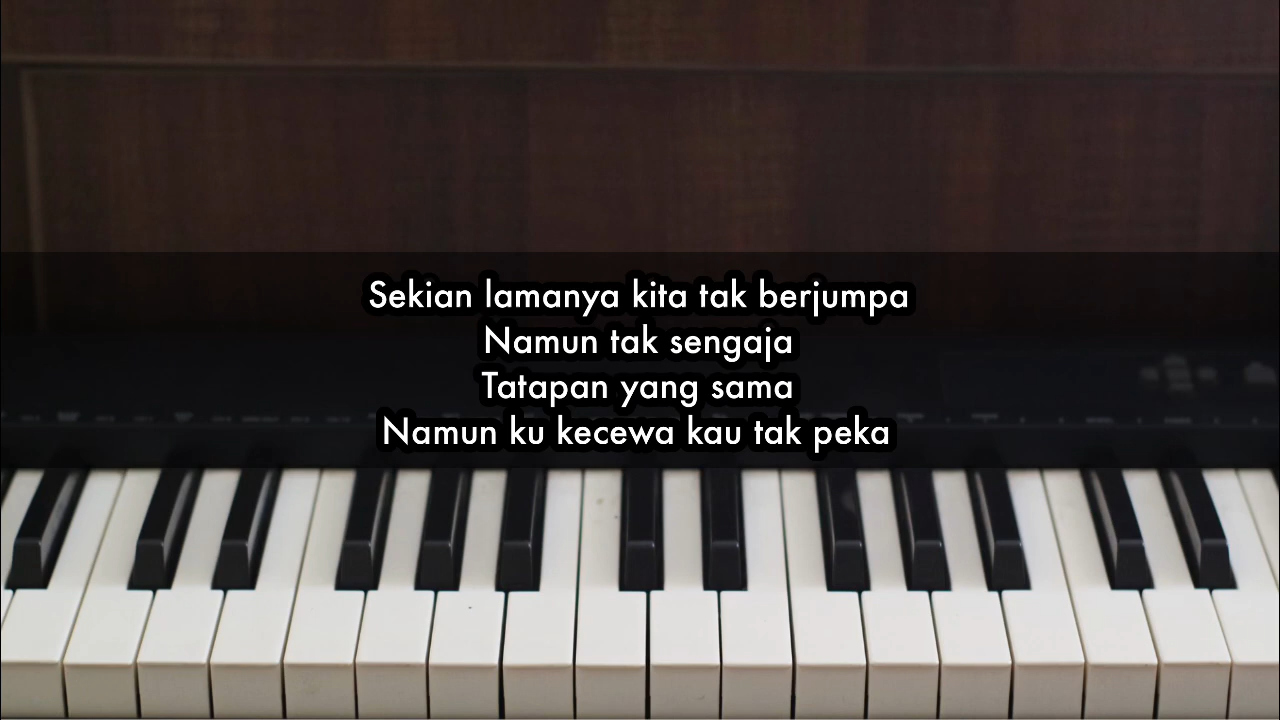 Sekian lamanya kita tak berjumpa
Namun tak sengaja
Tatapan yang sama
Namun ku kecewa kau tak peka